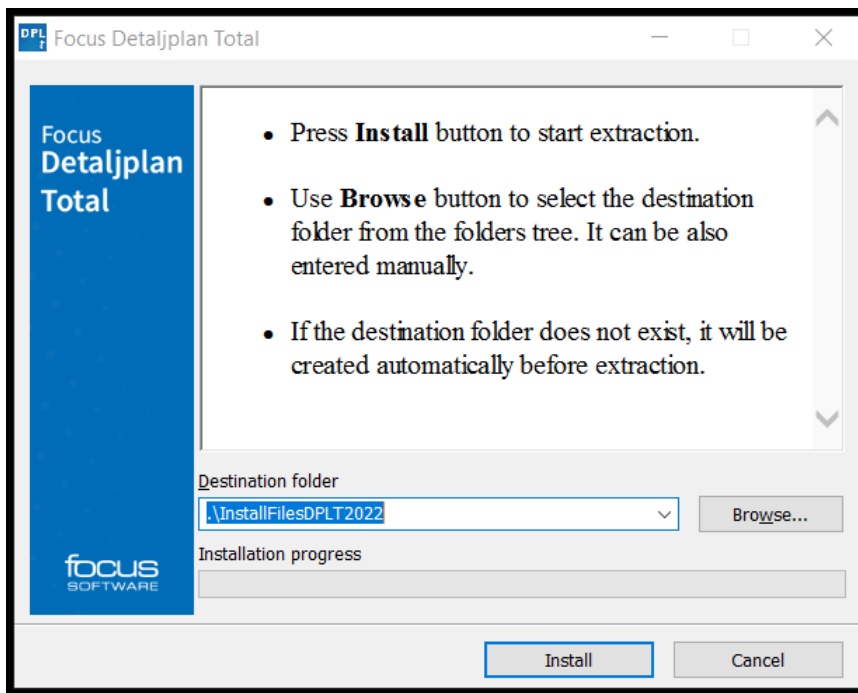 DPL t Focus Detaljplan Total
Focus
Detaljplan
Total
• Press Install button to start extraction.
• Use Browse button to select the destination
folder from the folders tree. It can be also
entered manually.
• If the destination folder does not exist, it will be
created automatically before extraction.
Destination folder
.\InstallFilesDPLT2022
Browse...
Installation progress
focus
SOFTWARE
Install
Cancel